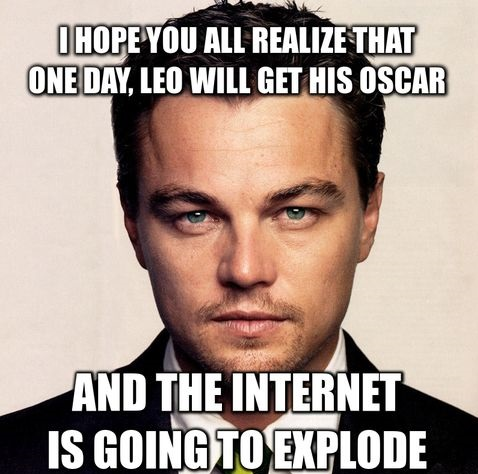 I HOPE YOU ALL REALIZE THAT
ONE DAY, LEO WILL GET HIS OSCAR
AND THE INTERNET
IS GOING TO EXPLODE